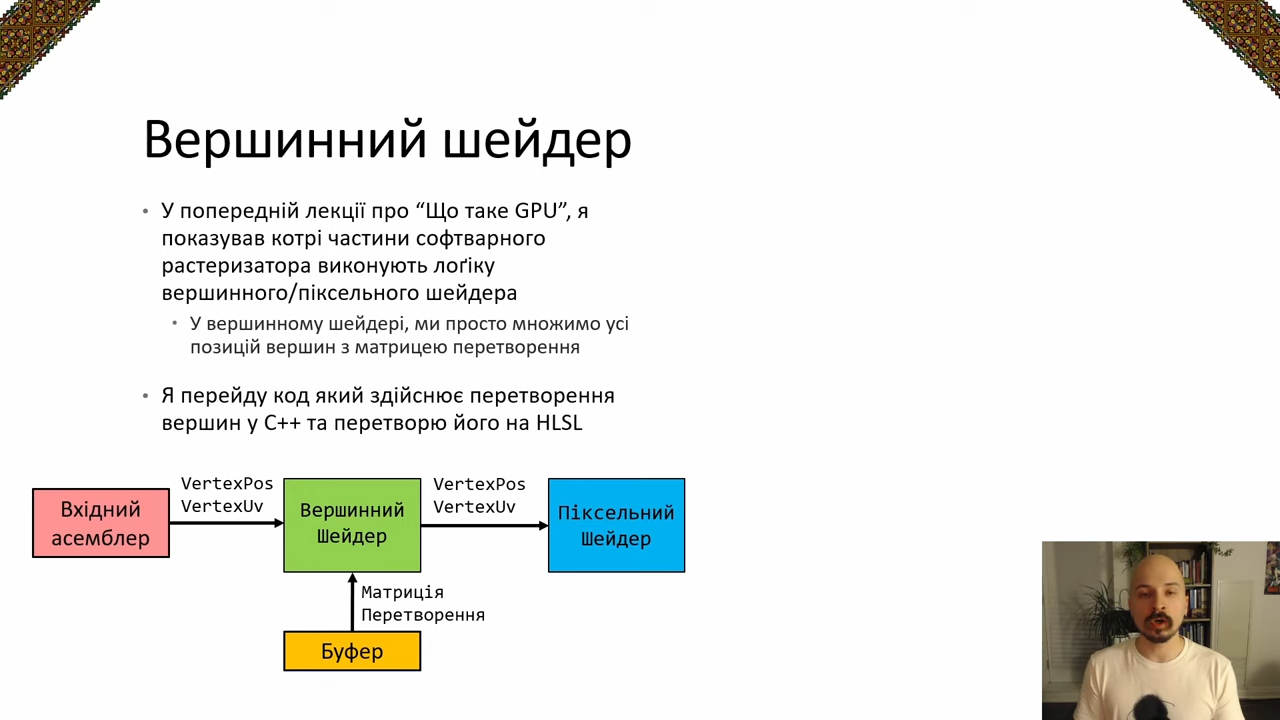 Вершинний шейдер
• У попередній лекції про “Що таке GPU”, я
показував котрі частини софтварного
растеризатора виконують лоґіку
вершинного/піксельного шейдера
• У вершинному шейдері, ми просто множимо усі
позицій вершин з матрицею перетворення
• Я перейду код який здійснює перетворення
вершин у C++ та перетворю його на HLSL
Вхідний
асемблер
VertexPos
VertexUv
Вершинний
Шейдер
VertexPos
VertexUv
Піксельний
Шейдер
Матриція
Перетворення
Буфер